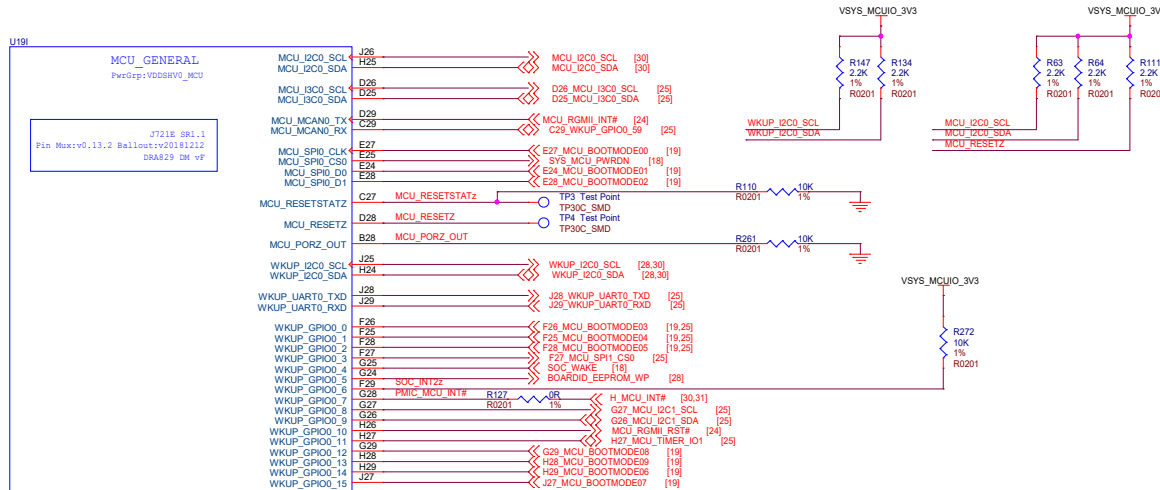 VSYS_MCUIO_3V3
VSYS_MCUIO_3V3
U19I
MCU_GENERAL
PwrGrp:VDDSHV0_MCU
J721E SR1.1
Pin Mux:v0.13.2 Ballout:v20181212
DRA829 DM vF
MCU_I2C0_SCL J26 MCU_I2C0_SCL [30]
MCU_I2C0_SDA H25 MCU_I2C0_SDA [30]
MCU_I3C0_SCL D26 D26_MCU_I3C0_SCL [25]
MCU_I3C0_SDA D25 D25_MCU_I3C0_SDA [25]
MCU_MCAN0_TX D29 MCU_RGMII_INT# [24]
MCU_MCAN0_RX C29 C29_WKUP_GPIO0_59 [25]
MCU_SPI0_CLK E27 E27_MCU_BOOTMODE00 [19]
MCU_SPI0_CS0 E25 SYS_MCU_PWRDN [18]
MCU_SPI0_D0 E24 E24_MCU_BOOTMODE01 [19]
MCU_SPI0_D1 E28 E28_MCU_BOOTMODE02 [19]
MCU_RESETSTATZ C27 MCU_RESETSTATz TP3 Test Point
TP30C_SMD
MCU_RESETZ D28 MCU_RESETZ TP4 Test Point
TP30C_SMD
MCU_PORZ_OUT B28 MCU_PORZ_OUT
WKUP_I2C0_SCL J25 WKUP_I2C0_SCL [28,30]
WKUP_I2C0_SDA H24 WKUP_I2C0_SDA [28,30]
WKUP_UART0_TXD J28 J28_WKUP_UART0_TXD [25]
WKUP_UART0_RXD J29 J29_WKUP_UART0_RXD [25]
WKUP_GPIO0_0 F26 F26_MCU_BOOTMODE03 [19,25]
WKUP_GPIO0_1 F25 F25_MCU_BOOTMODE04 [19,25]
WKUP_GPIO0_2 F28 F28_MCU_BOOTMODE05 [19,25]
WKUP_GPIO0_3 F27 F27_MCU_SPI1_CS0 [25]
WKUP_GPIO0_4 G25 SOC_WAKE [18]
WKUP_GPIO0_5 G24 BOARDID_EEPROM_WP [28]
WKUP_GPIO0_6 F29 SOC_INT2z
WKUP_GPIO0_7 G28 PMIC_MCU_INT# R127 0R H_MCU_INT# [30,31]
R0201 1%
WKUP_GPIO0_8 G27 G27_MCU_I2C1_SCL [25]
WKUP_GPIO0_9 G26 G26_MCU_I2C1_SDA [25]
WKUP_GPIO0_10 H26 MCU_RGMII_RST# [24]
WKUP_GPIO0_11 H27 H27_MCU_TIMER_IO1 [25]
WKUP_GPIO0_12 G29 G29_MCU_BOOTMODE08 [19]
WKUP_GPIO0_13 H28 H28_MCU_BOOTMODE09 [19]
WKUP_GPIO0_14 H29 H29_MCU_BOOTMODE06 [19]
WKUP_GPIO0_15 J27 J27_MCU_BOOTMODE07 [19]
R147
2.2K
1%
R0201
R134
2.2K
1%
R0201
WKUP_I2C0_SCL
WKUP_I2C0_SDA
R63
2.2K
1%
R0201
R64
2.2K
1%
R0201
R111
2.2K
1%
R0201
MCU_I2C0_SCL
MCU_I2C0_SDA
MCU_RESETZ
R110 10K
R0201 1%
R261 10K
R0201 1%
VSYS_MCUIO_3V3
R272
10K
1%
R0201